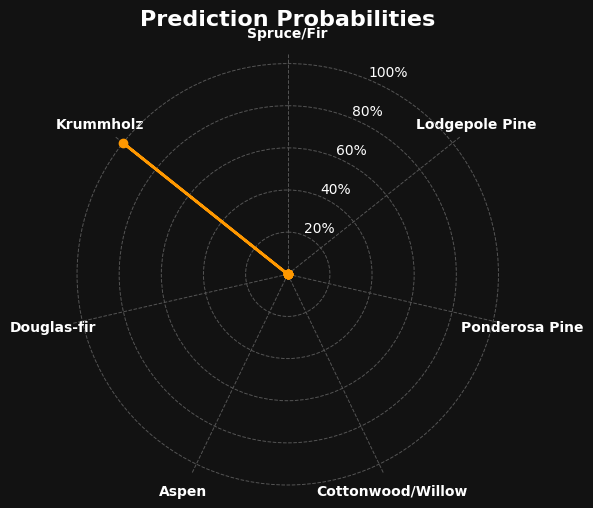 Prediction Probabilities
Spruce/Fir
100%
80%
60%
40%
20%
Krummholz
Lodgepole Pine
Douglas-fir
Ponderosa Pine
Aspen
Cottonwood/Willow